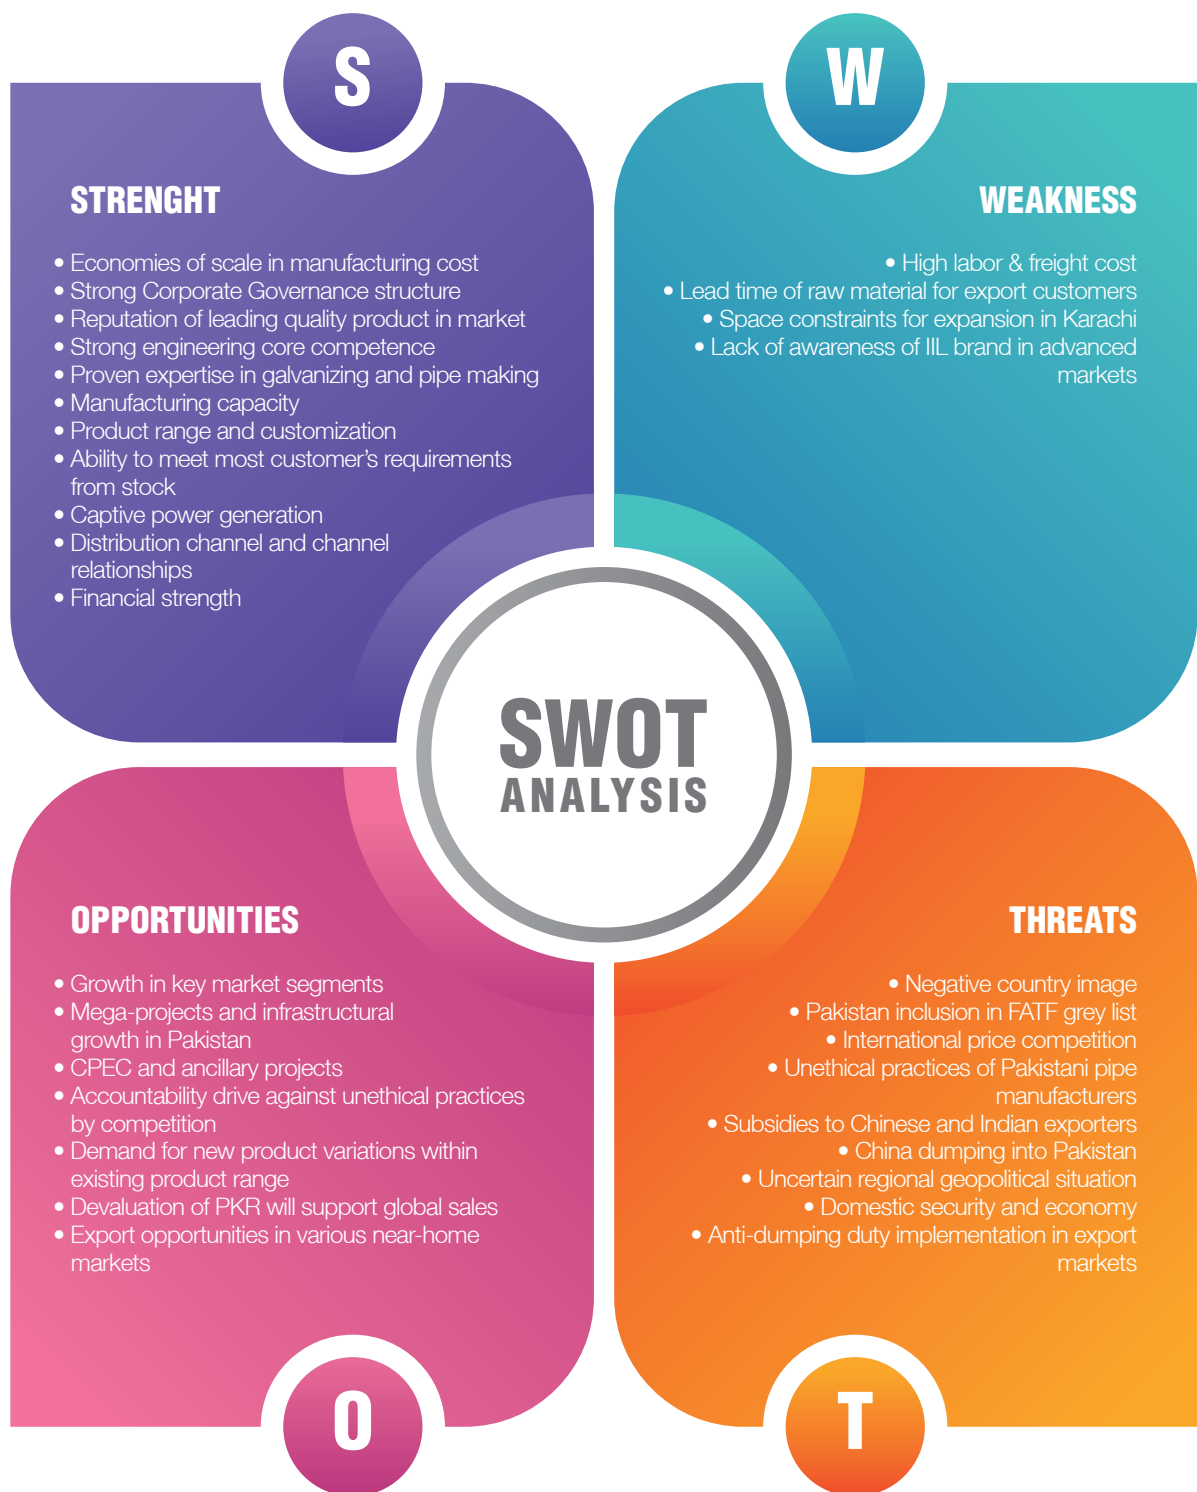 S
STRENGHT
• Economies of scale in manufacturing cost
• Strong Corporate Governance structure
• Reputation of leading quality product in market
• Strong engineering core competence
• Proven expertise in galvanizing and pipe making
• Manufacturing capacity
• Product range and customization
• Ability to meet most customer’s requirements
from stock
• Captive power generation
• Distribution channel and channel
relationships
• Financial strength
W
WEAKNESS
• High labor & freight cost
• Lead time of raw material for export customers
• Space constraints for expansion in Karachi
• Lack of awareness of IIL brand in advanced
markets
SWOT
ANALYSIS
OPPORTUNITIES
• Growth in key market segments
• Mega-projects and infrastructural
growth in Pakistan
• CPEC and ancillary projects
• Accountability drive against unethical practices
by competition
• Demand for new product variations within
existing product range
• Devaluation of PKR will support global sales
• Export opportunities in various near-home
markets
O
THREATS
• Negative country image
• Pakistan inclusion in FATF grey list
• International price competition
• Unethical practices of Pakistani pipe
manufacturers
• Subsidies to Chinese and Indian exporters
• China dumping into Pakistan
• Uncertain regional geopolitical situation
• Domestic security and economy
• Anti-dumping duty implementation in export
markets
T